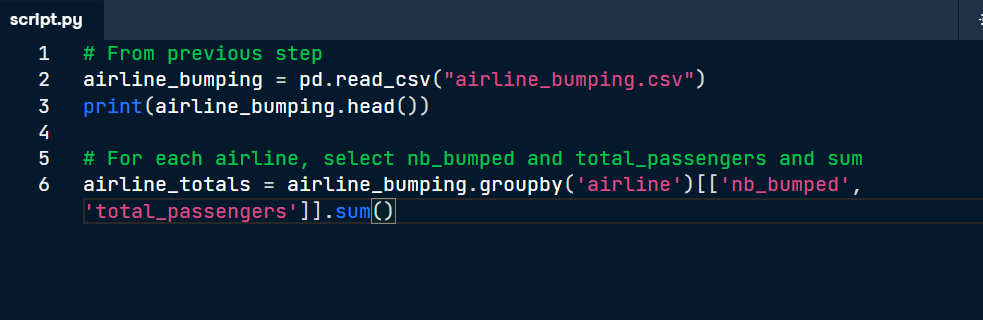 script.py
1 # From previous step
2 airline_bumping = pd.read_csv("airline_bumping.csv")
3 print(airline_bumping.head())
4
5 # For each airline, select nb_bumped and total_passengers and sum
6 airline_totals = airline_bumping.groupby('airline')[['nb_bumped',
'total_passengers']].sum()